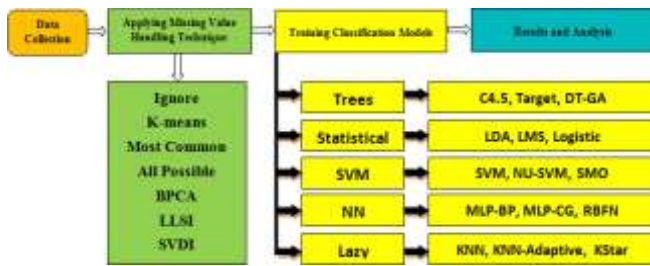 Data
Collection
Applying Missing Value
Handling Technique
Training Classification Models
Results and Analysis
Ignore
K-means
Most Common
All Possible
BPCA
LLSI
SVDI
Trees
C4.5, Target, DT-GA
Statistical
LDA, LMS, Logistic
SVM
SVM, NU-SVM, SMO
NN
MLP-BP, MLP-CG, RBFN
Lazy
KNN, KNN-Adaptive, KStar